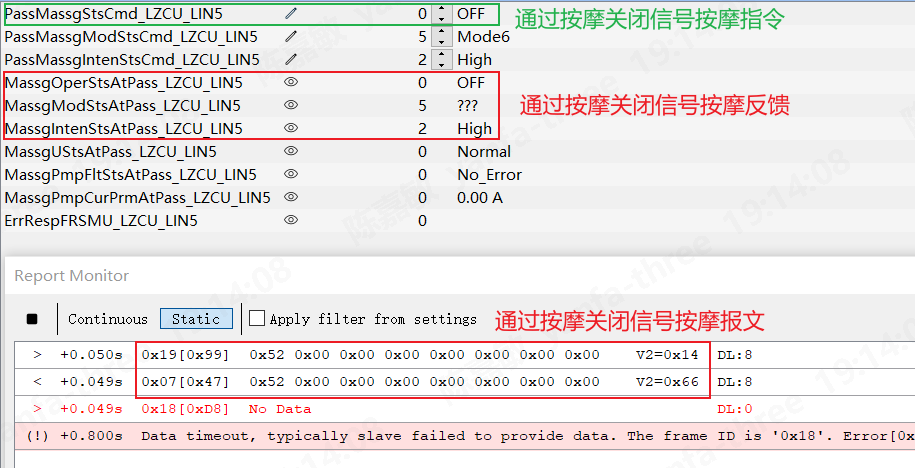 PassMassgStsCmd_LZCU_LIN5 0 OFF 通过按摩关闭信号按摩指令
PassMassgModStsCmd_LZCU_LIN5 5 Mode6
PassMassgIntenStsCmd_LZCU_LIN5 2 High
MassgOperStsAtPass_LZCU_LIN5 0 OFF
MassgModStsAtPass_LZCU_LIN5 5 ??? 通过按摩关闭信号按摩反馈
MassgIntenStsAtPass_LZCU_LIN5 2 High
MassgUStsAtPass_LZCU_LIN5 0 Normal
MassgPmpFltStsAtPass_LZCU_LIN5 0 No_Error
MassgPmpCurPrmAtPass_LZCU_LIN5 0 0.00 A
ErrRespFRSMU_LZCU_LIN5 0
Report Monitor
Continuous Static Apply filter from settings 通过按摩关闭信号按摩报文
> +0.050s 0x19[0x99] 0x52 0x00 0x00 0x00 0x00 0x00 0x00 0x00 V2=0x14 DL:8
< +0.049s 0x07[0x47] 0x52 0x00 0x00 0x00 0x00 0x00 0x00 0x00 V2=0x66 DL:8
> +0.049s 0x18[0xD8] No Data DL:0
(!) +0.800s Data timeout, typically slave failed to provide data. The frame ID is '0x18'. Error[0x